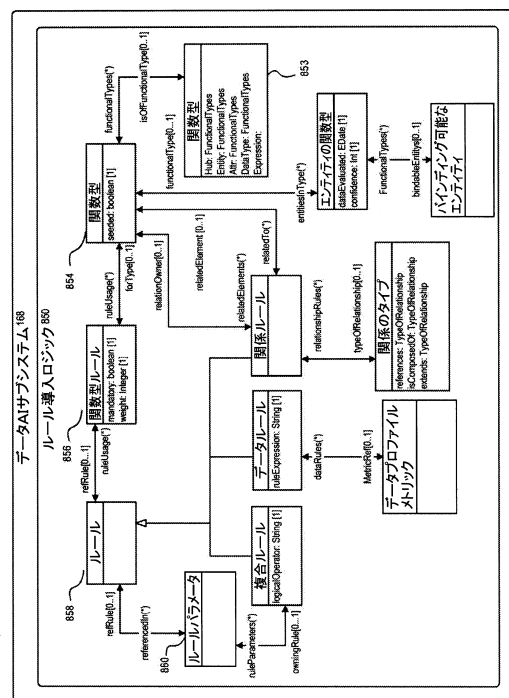 データAIサブシステム168
ルール導入ロジック850
858
ルール
refRule[0..1]
ruleUsage(*)
856
関数型ルール
mandatory: boolean [1]
weight: Integer [1]
ruleUsage(*)
forType[0..1]
854
関数型
seeded: boolean [1]
functionalTypes(*)
isOfFunctionalType[0..1]
853
関数型
Hub: FunctionalTypes
Entity: FunctionalTypes
Attr: FunctionalTypes
DataType: FunctionalTypes
Expression:
refRule[0...1]
referencedIn(*)
860
ルールパラメータ
ruleParameters(*)
owningRule[0...1]
複合ルール
logicalOperator: String [1]
データルール
ruleExpression: String [1]
dataRules(*)
MetricRef[0..1]
データプロファイル
メトリック
関係ルール
relationOwner[0...1]
relatedElement [0...1]
relatedElements(*)
relatedTo(*)
relationshipRules(*)
typeOfRelationship[0...1]
関係のタイプ
references: TypeOfRelationship
isComposedOf: TypeOfRelationship
extends: TypeOfRelationship
functionalType[0...1]
entitiesInType(*)
エンティティの関数型
dataEvaluated: EDate [1]
confidence: Int [1]
FunctionalTypes(*)
bindableEntitys[0...1]
バインディング可能な
エンティティ